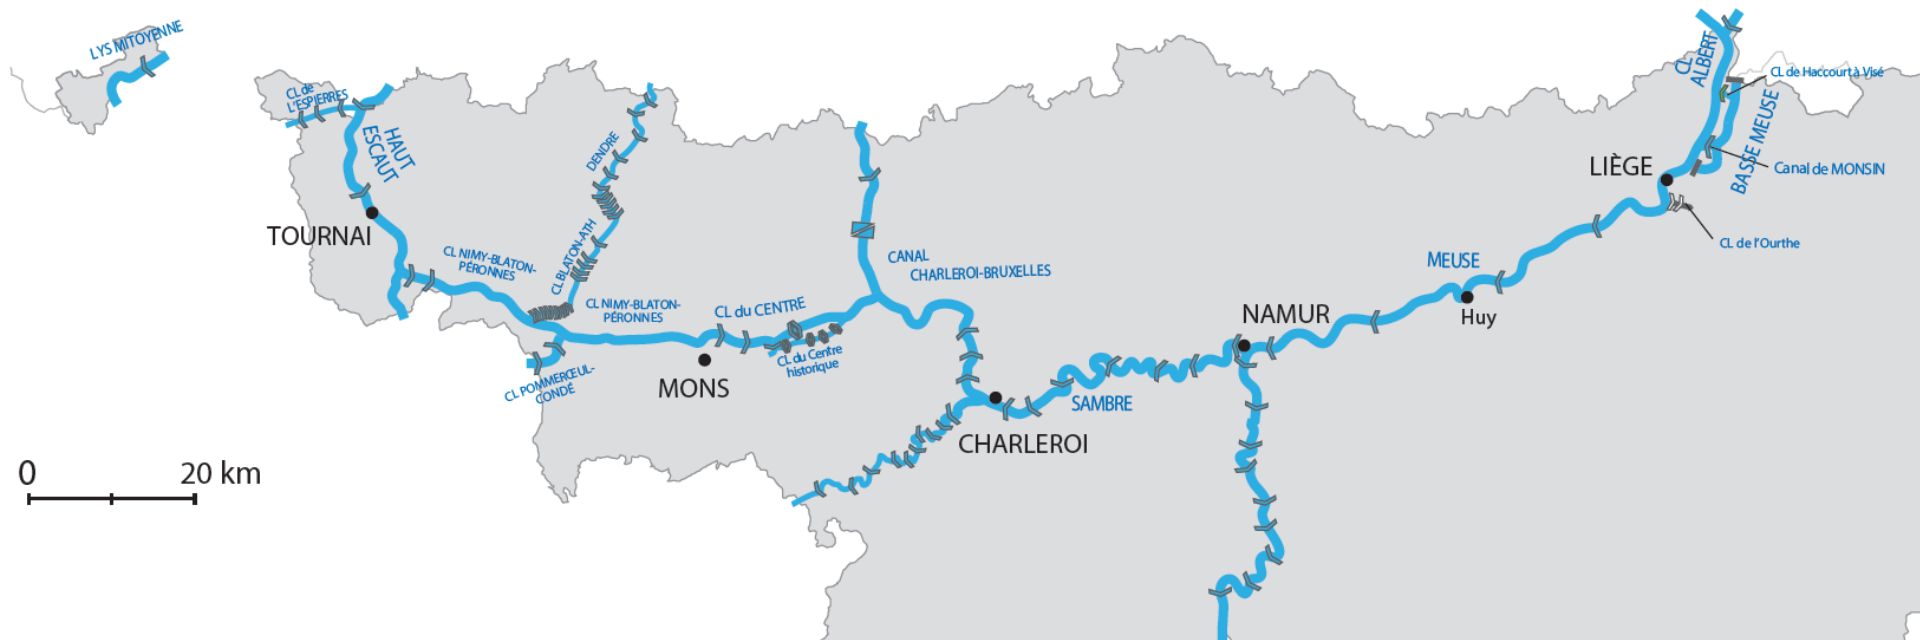 LYS MITOYENNE
CL de
L'ESPIERRES
HAUT
ESCAUT
TOURNAI
CL NIMY-BLATON-
PÉRONNES
DENDRE
CL BLATON-ATH
CL NIMY-BLATON-
PÉRONNES
CL POMMERŒUL-
CONDÉ
MONS
CL du CENTRE
CL du Centre
historique
CANAL
CHARLEROI-BRUXELLES
CHARLEROI
SAMBRE
NAMUR
MEUSE
Huy
LIÈGE
CL
ALBERT
CL de Haccourt à Visé
BASSE MEUSE
Canal de MONSIN
CL de l'Ourthe
0
20 km